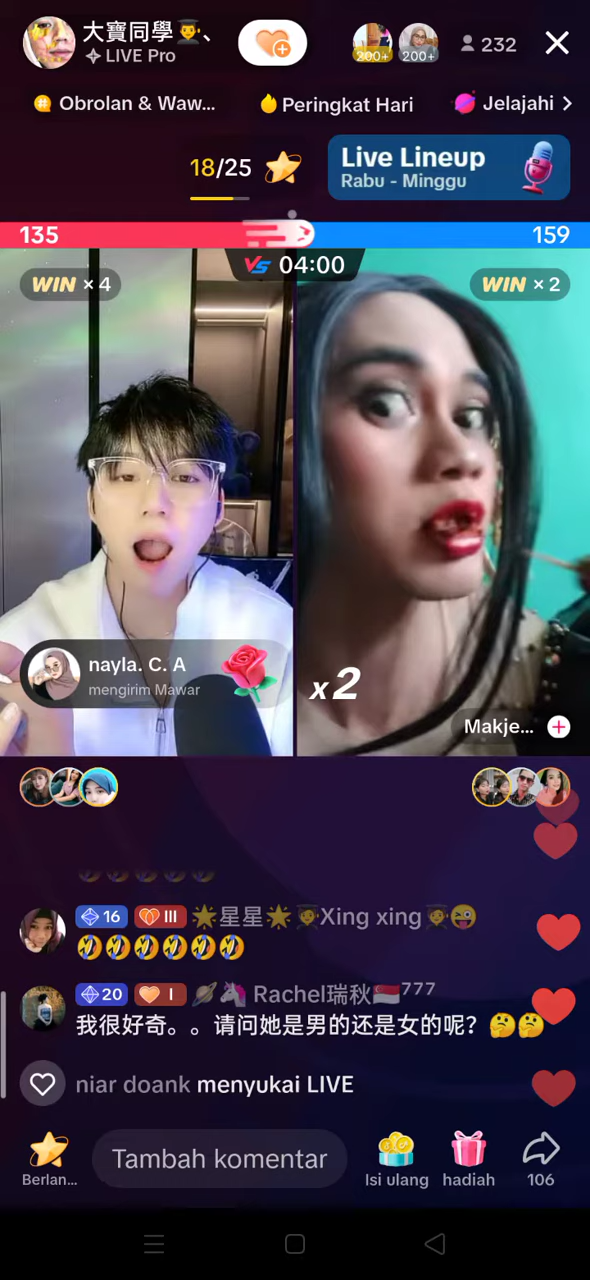 大寶同學👨‍🎓、
LIVE Pro
200+
200+
232
Obrolan & Waw...
Peringkat Hari
Jelajahi
18/25
Live Lineup
Rabu - Minggu
135
159
VS 04:00
WIN × 4
WIN × 2
nayla. C. A
mengirim Mawar
x2
Makje...
16 III 🌟星星🌟👨‍🎓Xing xing👨‍🎓😜
🤣🤣🤣🤣🤣🤣
20 I 🪐🦄 Rachel瑞秋🇸🇬⁷⁷⁷
我很好奇。。请问她是男的还是女的呢？🤔🤔
niar doank menyukai LIVE
Tambah komentar
Berlan...
Isi ulang
hadiah
106